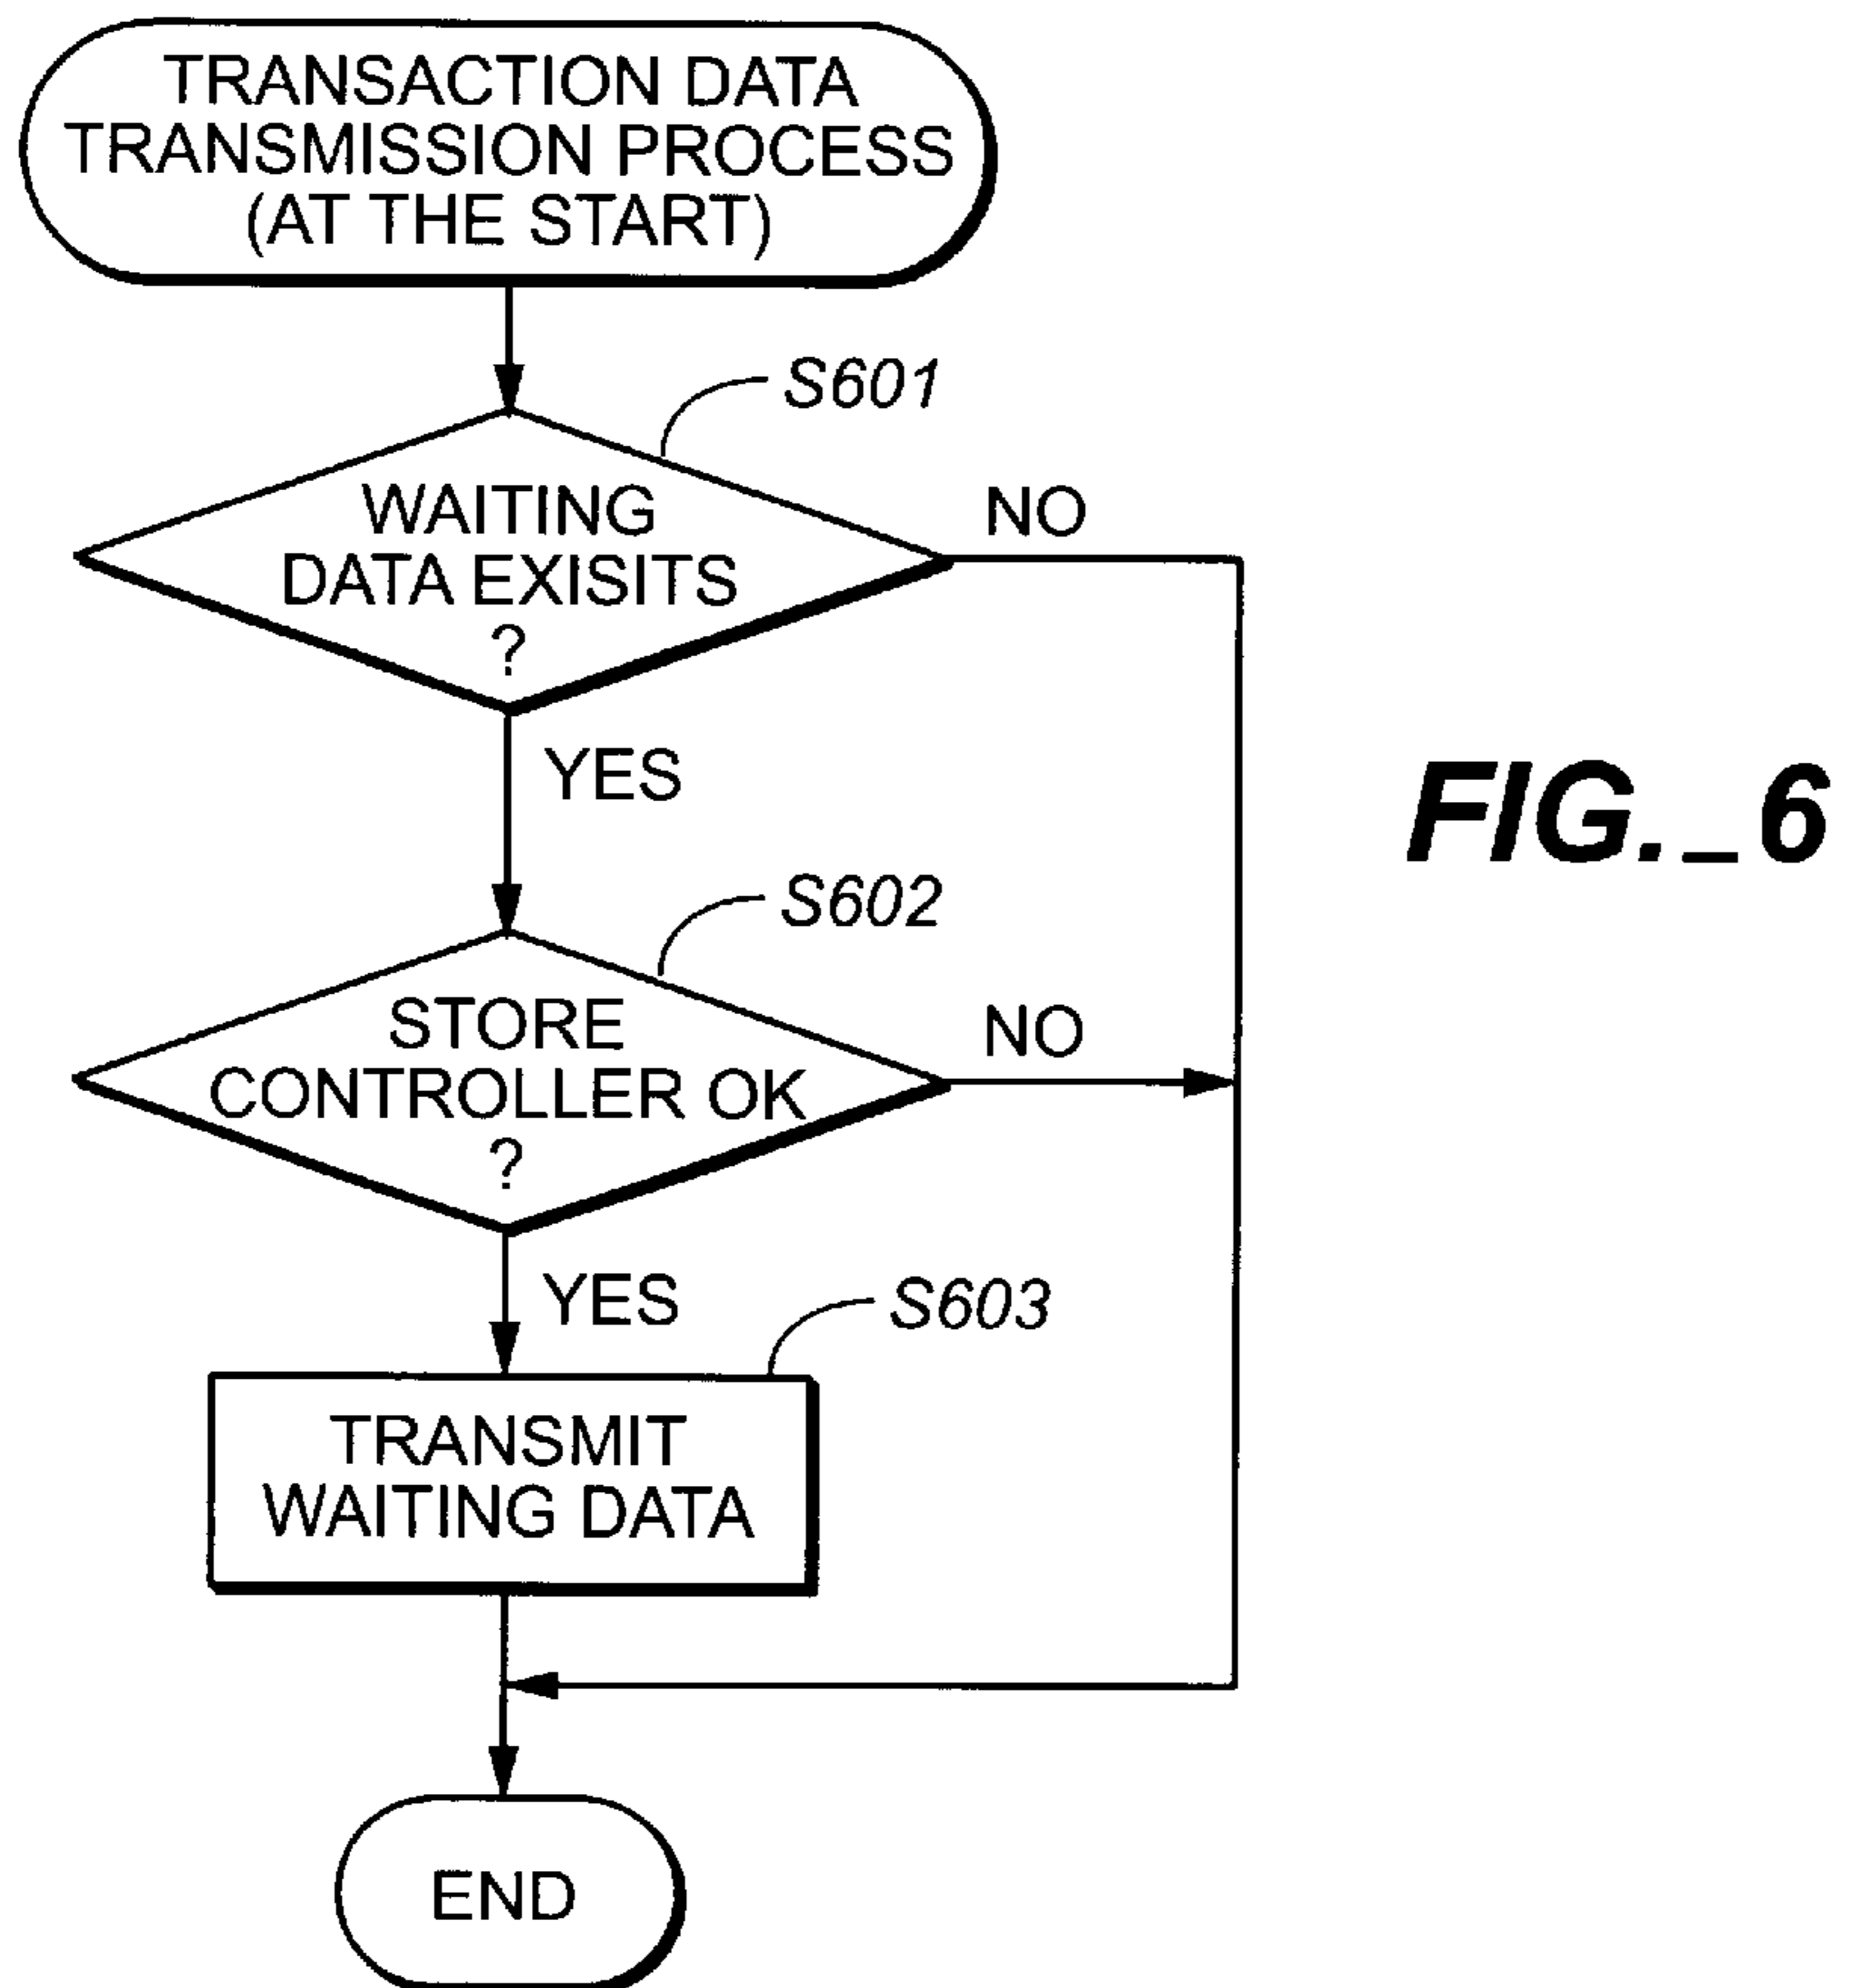 TRANSACTION DATA
TRANSMISSION PROCESS
(AT THE START)
S601
WAITING
DATA EXISITS
?
NO
YES
FIG._6
S602
STORE
CONTROLLER OK
?
NO
YES
S603
TRANSMIT
WAITING DATA
END